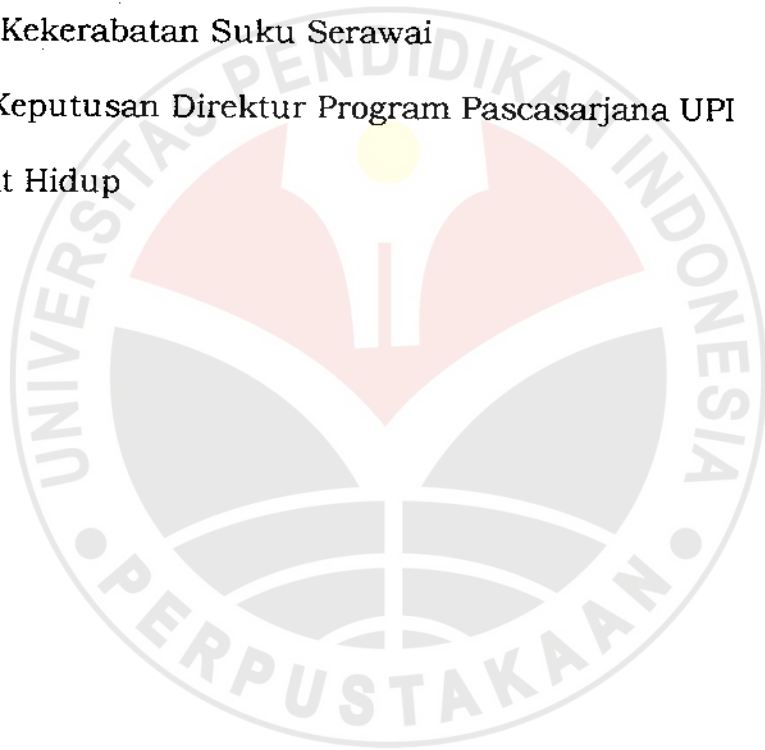 Kekerabatan Suku Serawai
Keputusan Direktur Program Pascasarjana UPI
t Hidup
UNIVERSITAS PENDIDIKAN INDONESIA
PERPUSTAKAAN